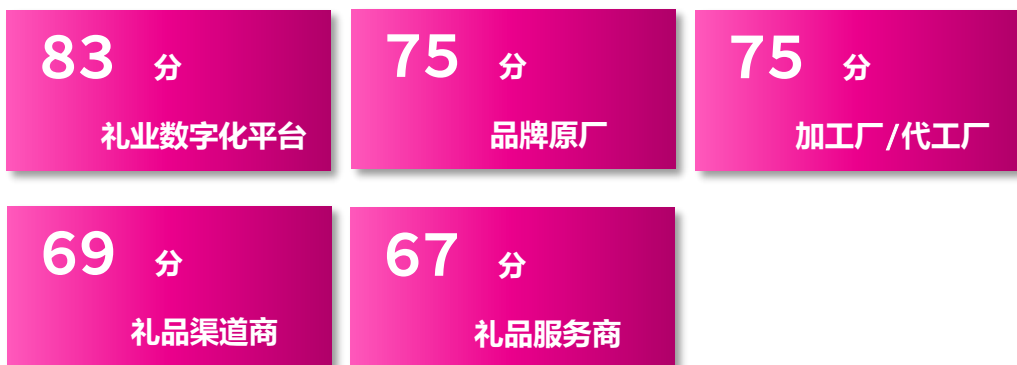 83 分
礼业数字化平台
75 分
品牌原厂
75 分
加工厂/代工厂
69 分
礼品渠道商
67 分
礼品服务商